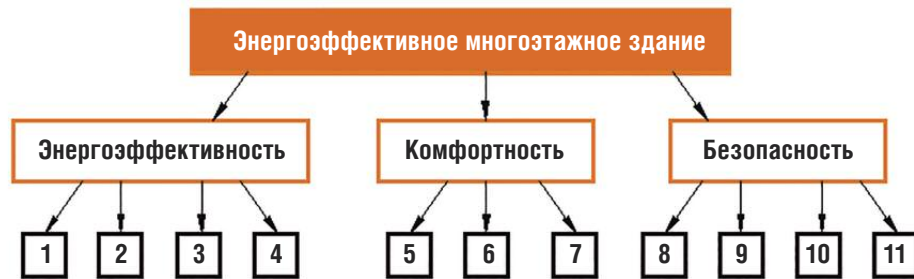 Энергоэффективное многоэтажное здание
Энергоэффективность Комфортность Безопасность
1 2 3 4 5 6 7 8 9 10 11